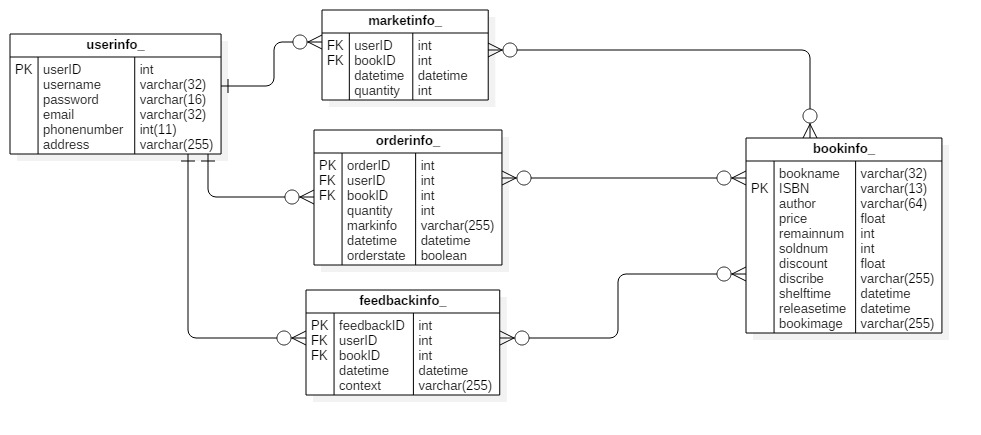 userinfo_
PK userID int
username varchar(32)
password varchar(16)
email varchar(32)
phonenumber int(11)
address varchar(255)
marketinfo_
FK userID int
FK bookID int
datetime datetime
quantity int
orderinfo_
PK orderID int
FK userID int
FK bookID int
quantity int
markinfo varchar(255)
datetime datetime
orderstate boolean
feedbackinfo_
PK feedbackID int
FK userID int
FK bookID int
datetime datetime
context varchar(255)
bookinfo_
bookname varchar(32)
PK ISBN varchar(13)
author varchar(64)
price float
remainnum int
soldnum int
discount float
discribe varchar(255)
shelftime datetime
releasetime datetime
bookimage varchar(255)